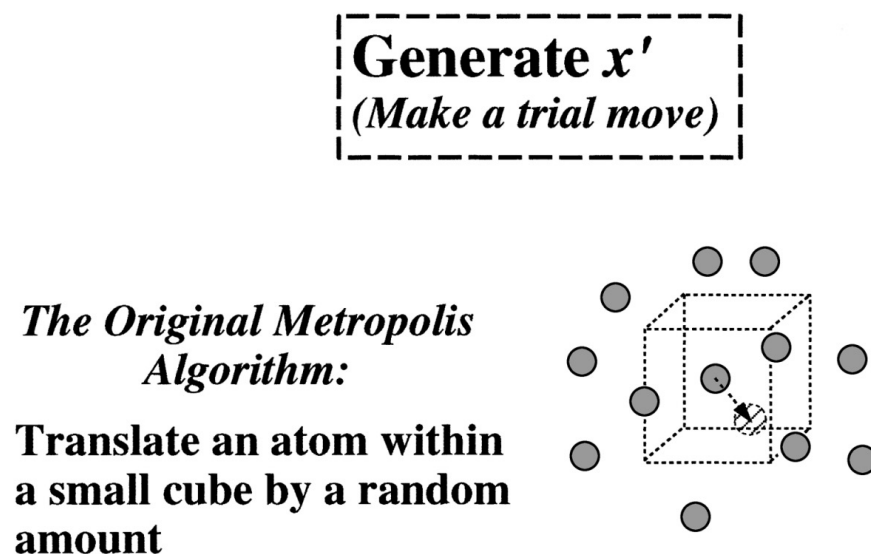 Generate x'
(Make a trial move)
The Original Metropolis
Algorithm:
Translate an atom within
a small cube by a random
amount